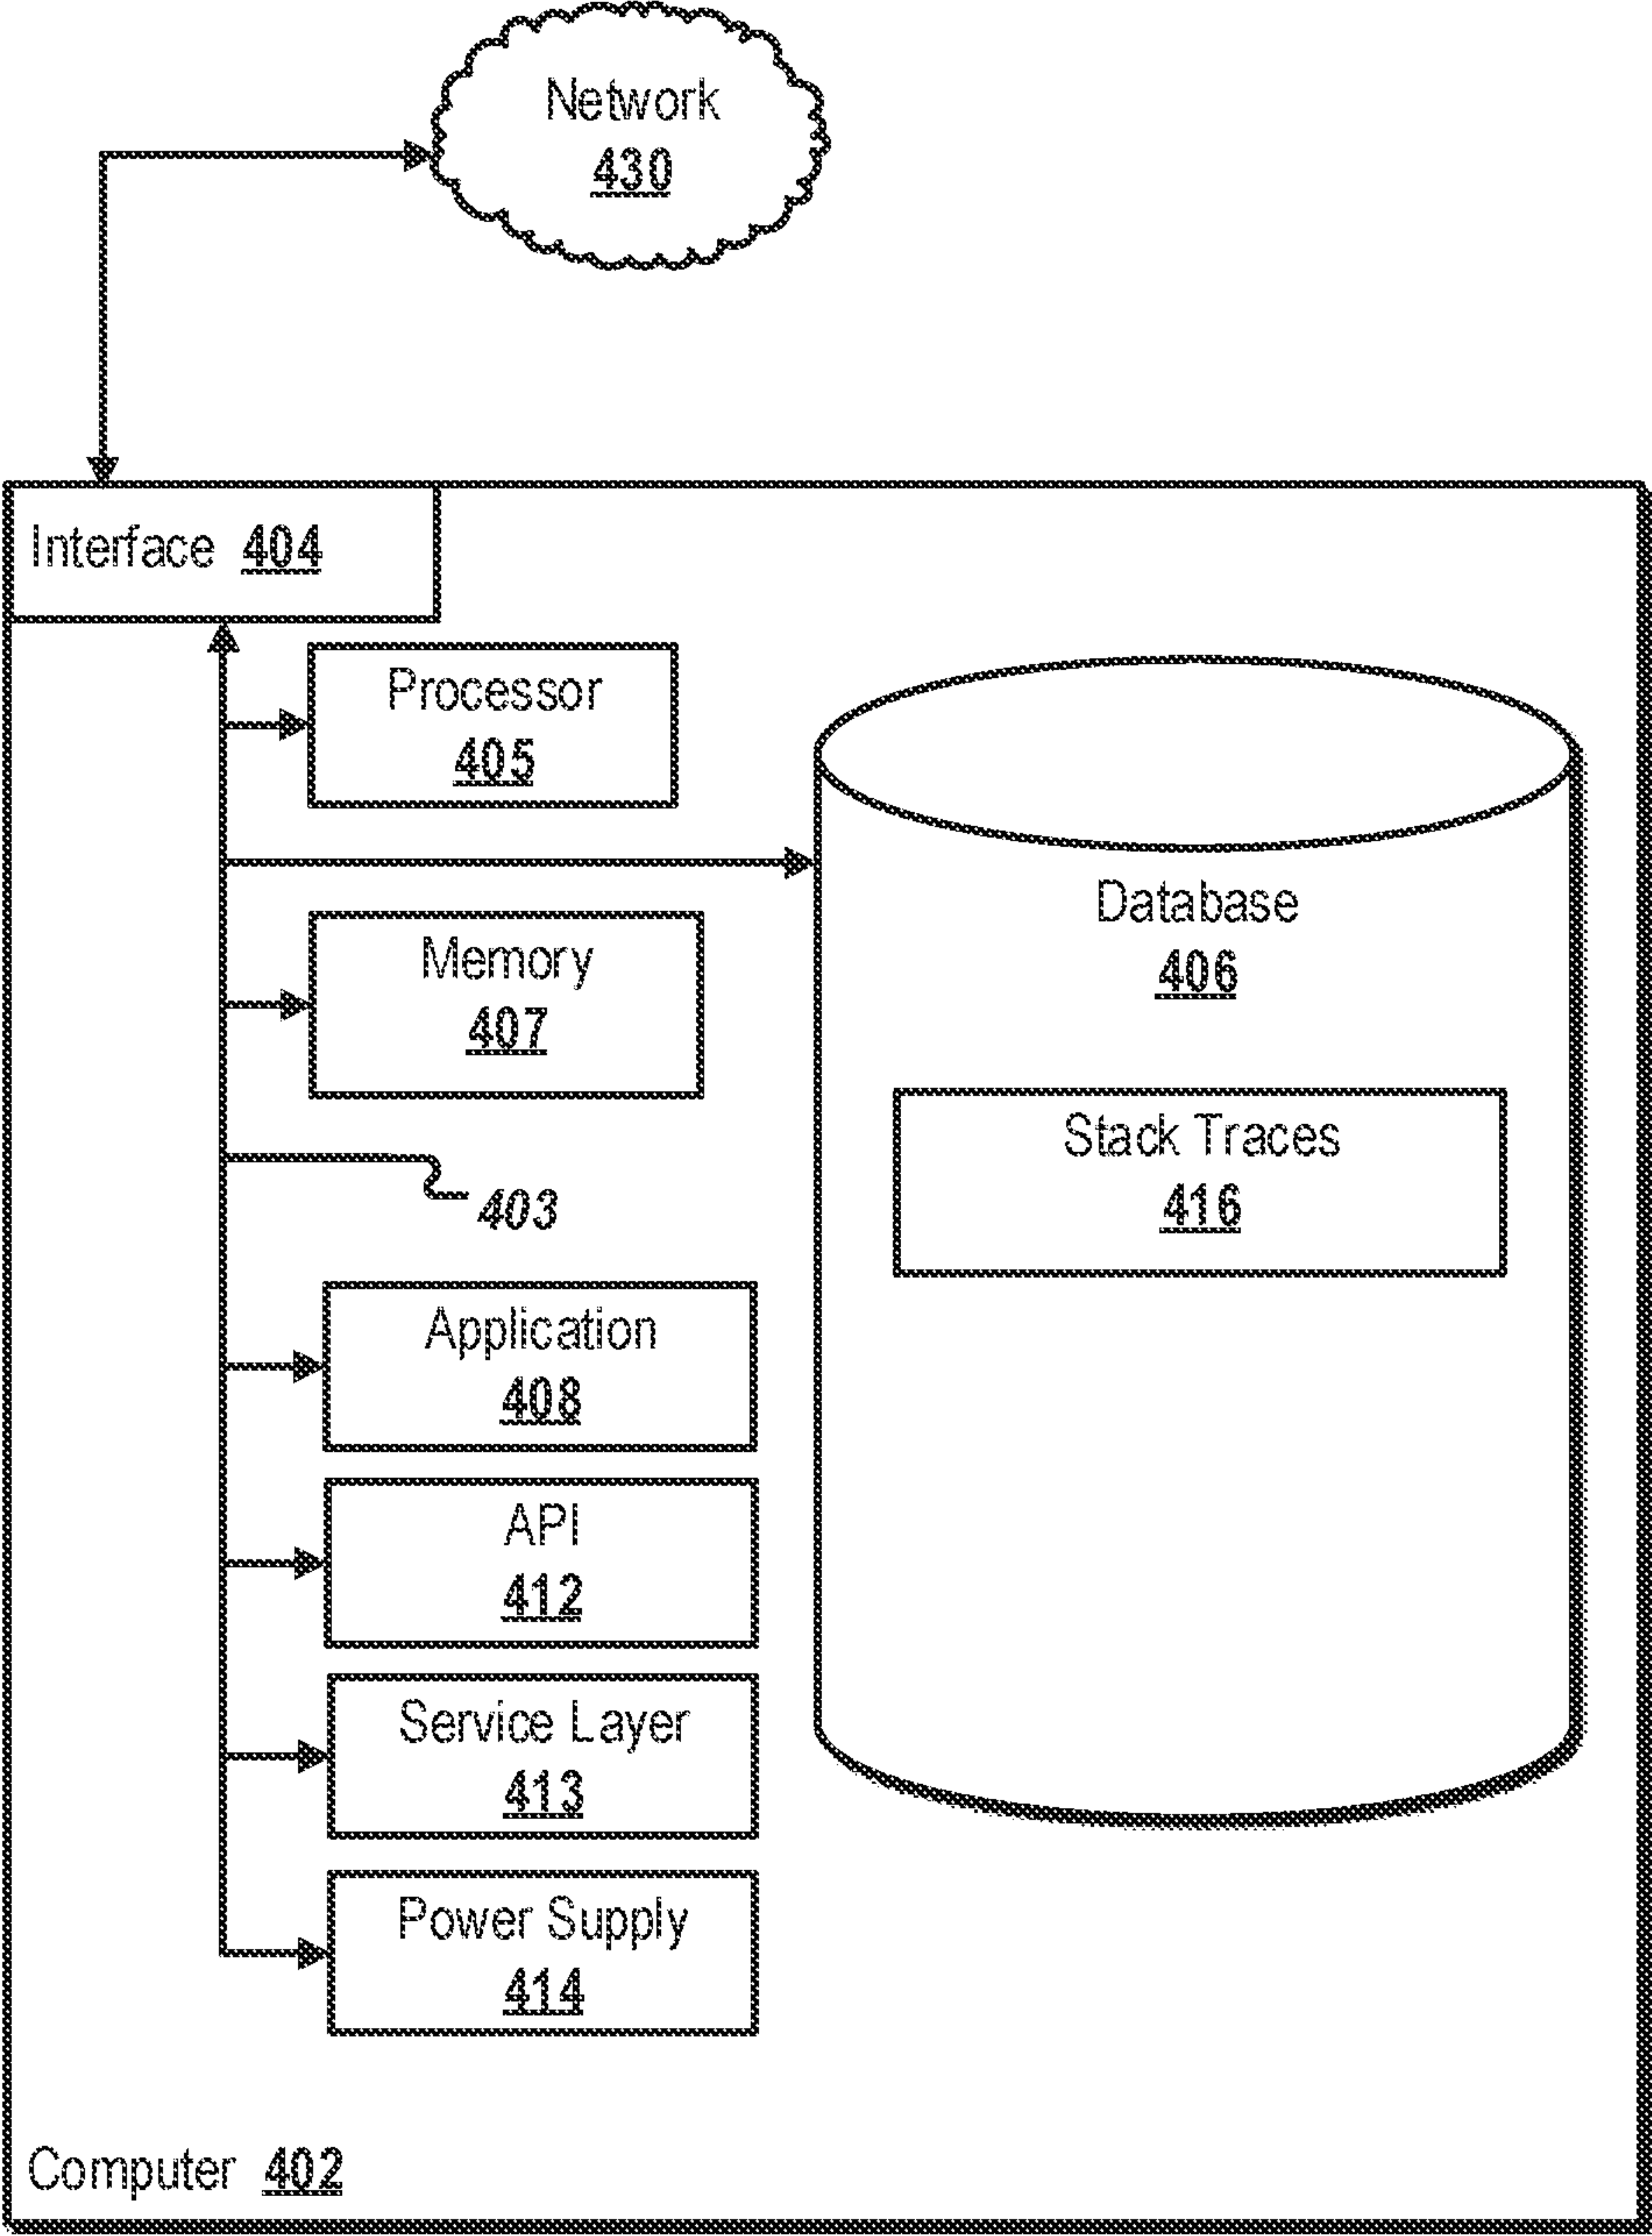 Network
430
Interface 404
Processor
405
Database
406
Memory
407
Stack Traces
416
403
Application
408
API
412
Service Layer
413
Power Supply
414
Computer 402